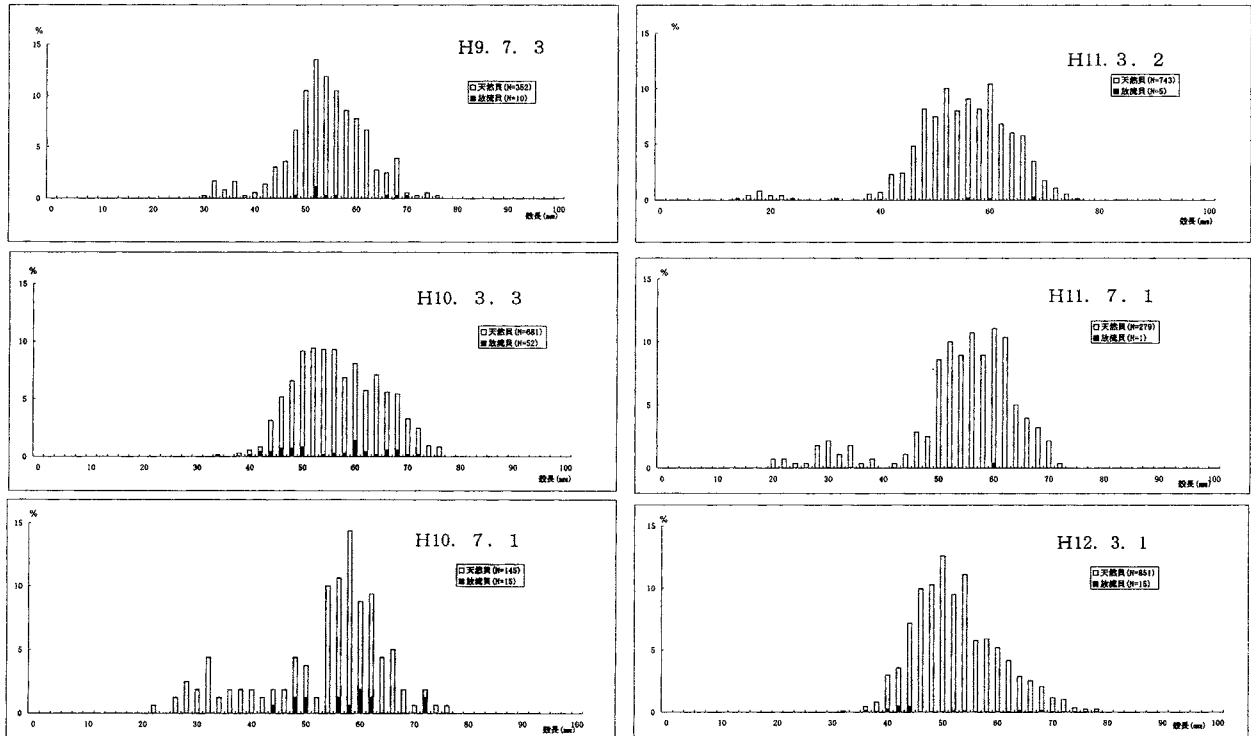 %
H9. 7. 3
15
□ 天然貝(N=352)
■ 放流貝(N=10)
10
5
0
0 20 40 60 80 100
殻長(mm)
%
H10. 3. 3
15
□ 天然貝(N=681)
■ 放流貝(N=52)
10
5
0
0 10 20 30 40 50 60 70 80 90 100
殻長(mm)
%
H10. 7. 1
15
□ 天然貝(N=145)
■ 放流貝(N=15)
10
5
0
0 10 20 30 40 50 60 70 80 90 100
殻長(mm)
%
H11. 3. 2
15
□ 天然貝(N=743)
■ 放流貝(N=5)
10
5
0
0 20 40 60 80 100
殻長(mm)
%
H11. 7. 1
15
□ 天然貝(N=279)
■ 放流貝(N=1)
10
5
0
0 10 20 30 40 50 60 70 80 90 100
殻長(mm)
%
H12. 3. 1
15
□ 天然貝(N=851)
■ 放流貝(N=15)
10
5
0
0 10 20 30 40 50 60 70 80 90 100
殻長(mm)